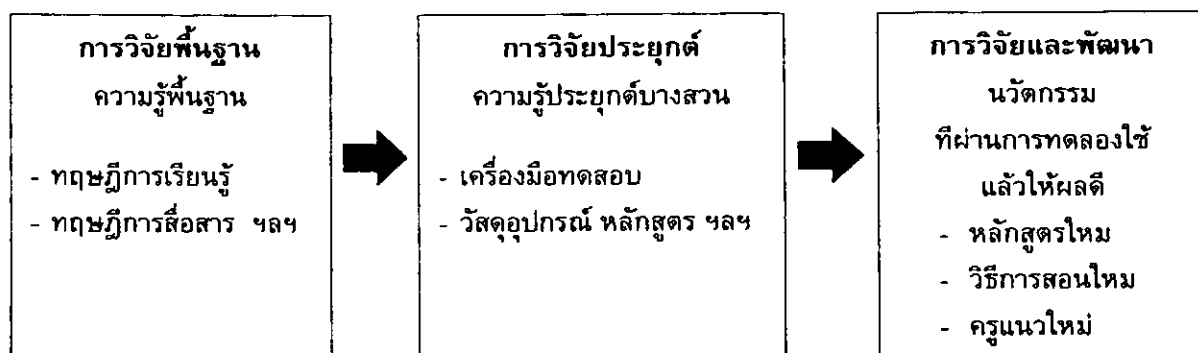 การวิจัยพื้นฐาน
ความรู้พื้นฐาน
- ทฤษฎีการเรียนรู้
- ทฤษฎีการสื่อสาร ฯลฯ
การวิจัยประยุกต์
ความรู้ประยุกต์บางสวน
- เครื่องมือทดสอบ
- วัสดุอุปกรณ์ หลักสูตร ฯลฯ
การวิจัยและพัฒนา
นวัตกรรม
ที่ผ่านการทดลองใช้
แล้วให้ผลดี
- หลักสูตรใหม
- วิธีการสอนใหม
- ครูแนวใหม่